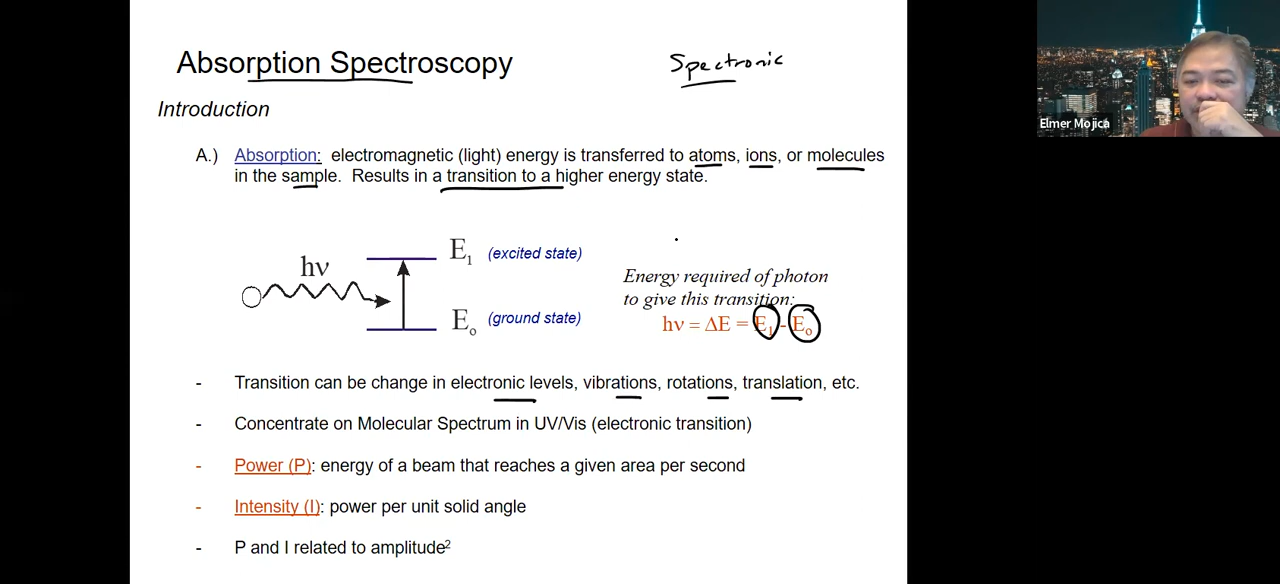 Absorption Spectroscopy
Spectronic
Elmer Mojica
Introduction
A.) Absorption: electromagnetic (light) energy is transferred to atoms, ions, or molecules
in the sample. Results in a transition to a higher energy state.
E₁ (excited state)
hν
Energy required of photon
to give this transition:
hν = ΔE = E₁ - Eₒ
Eₒ (ground state)
- Transition can be change in electronic levels, vibrations, rotations, translation, etc.
- Concentrate on Molecular Spectrum in UV/Vis (electronic transition)
- Power (P): energy of a beam that reaches a given area per second
- Intensity (I): power per unit solid angle
- P and I related to amplitude²